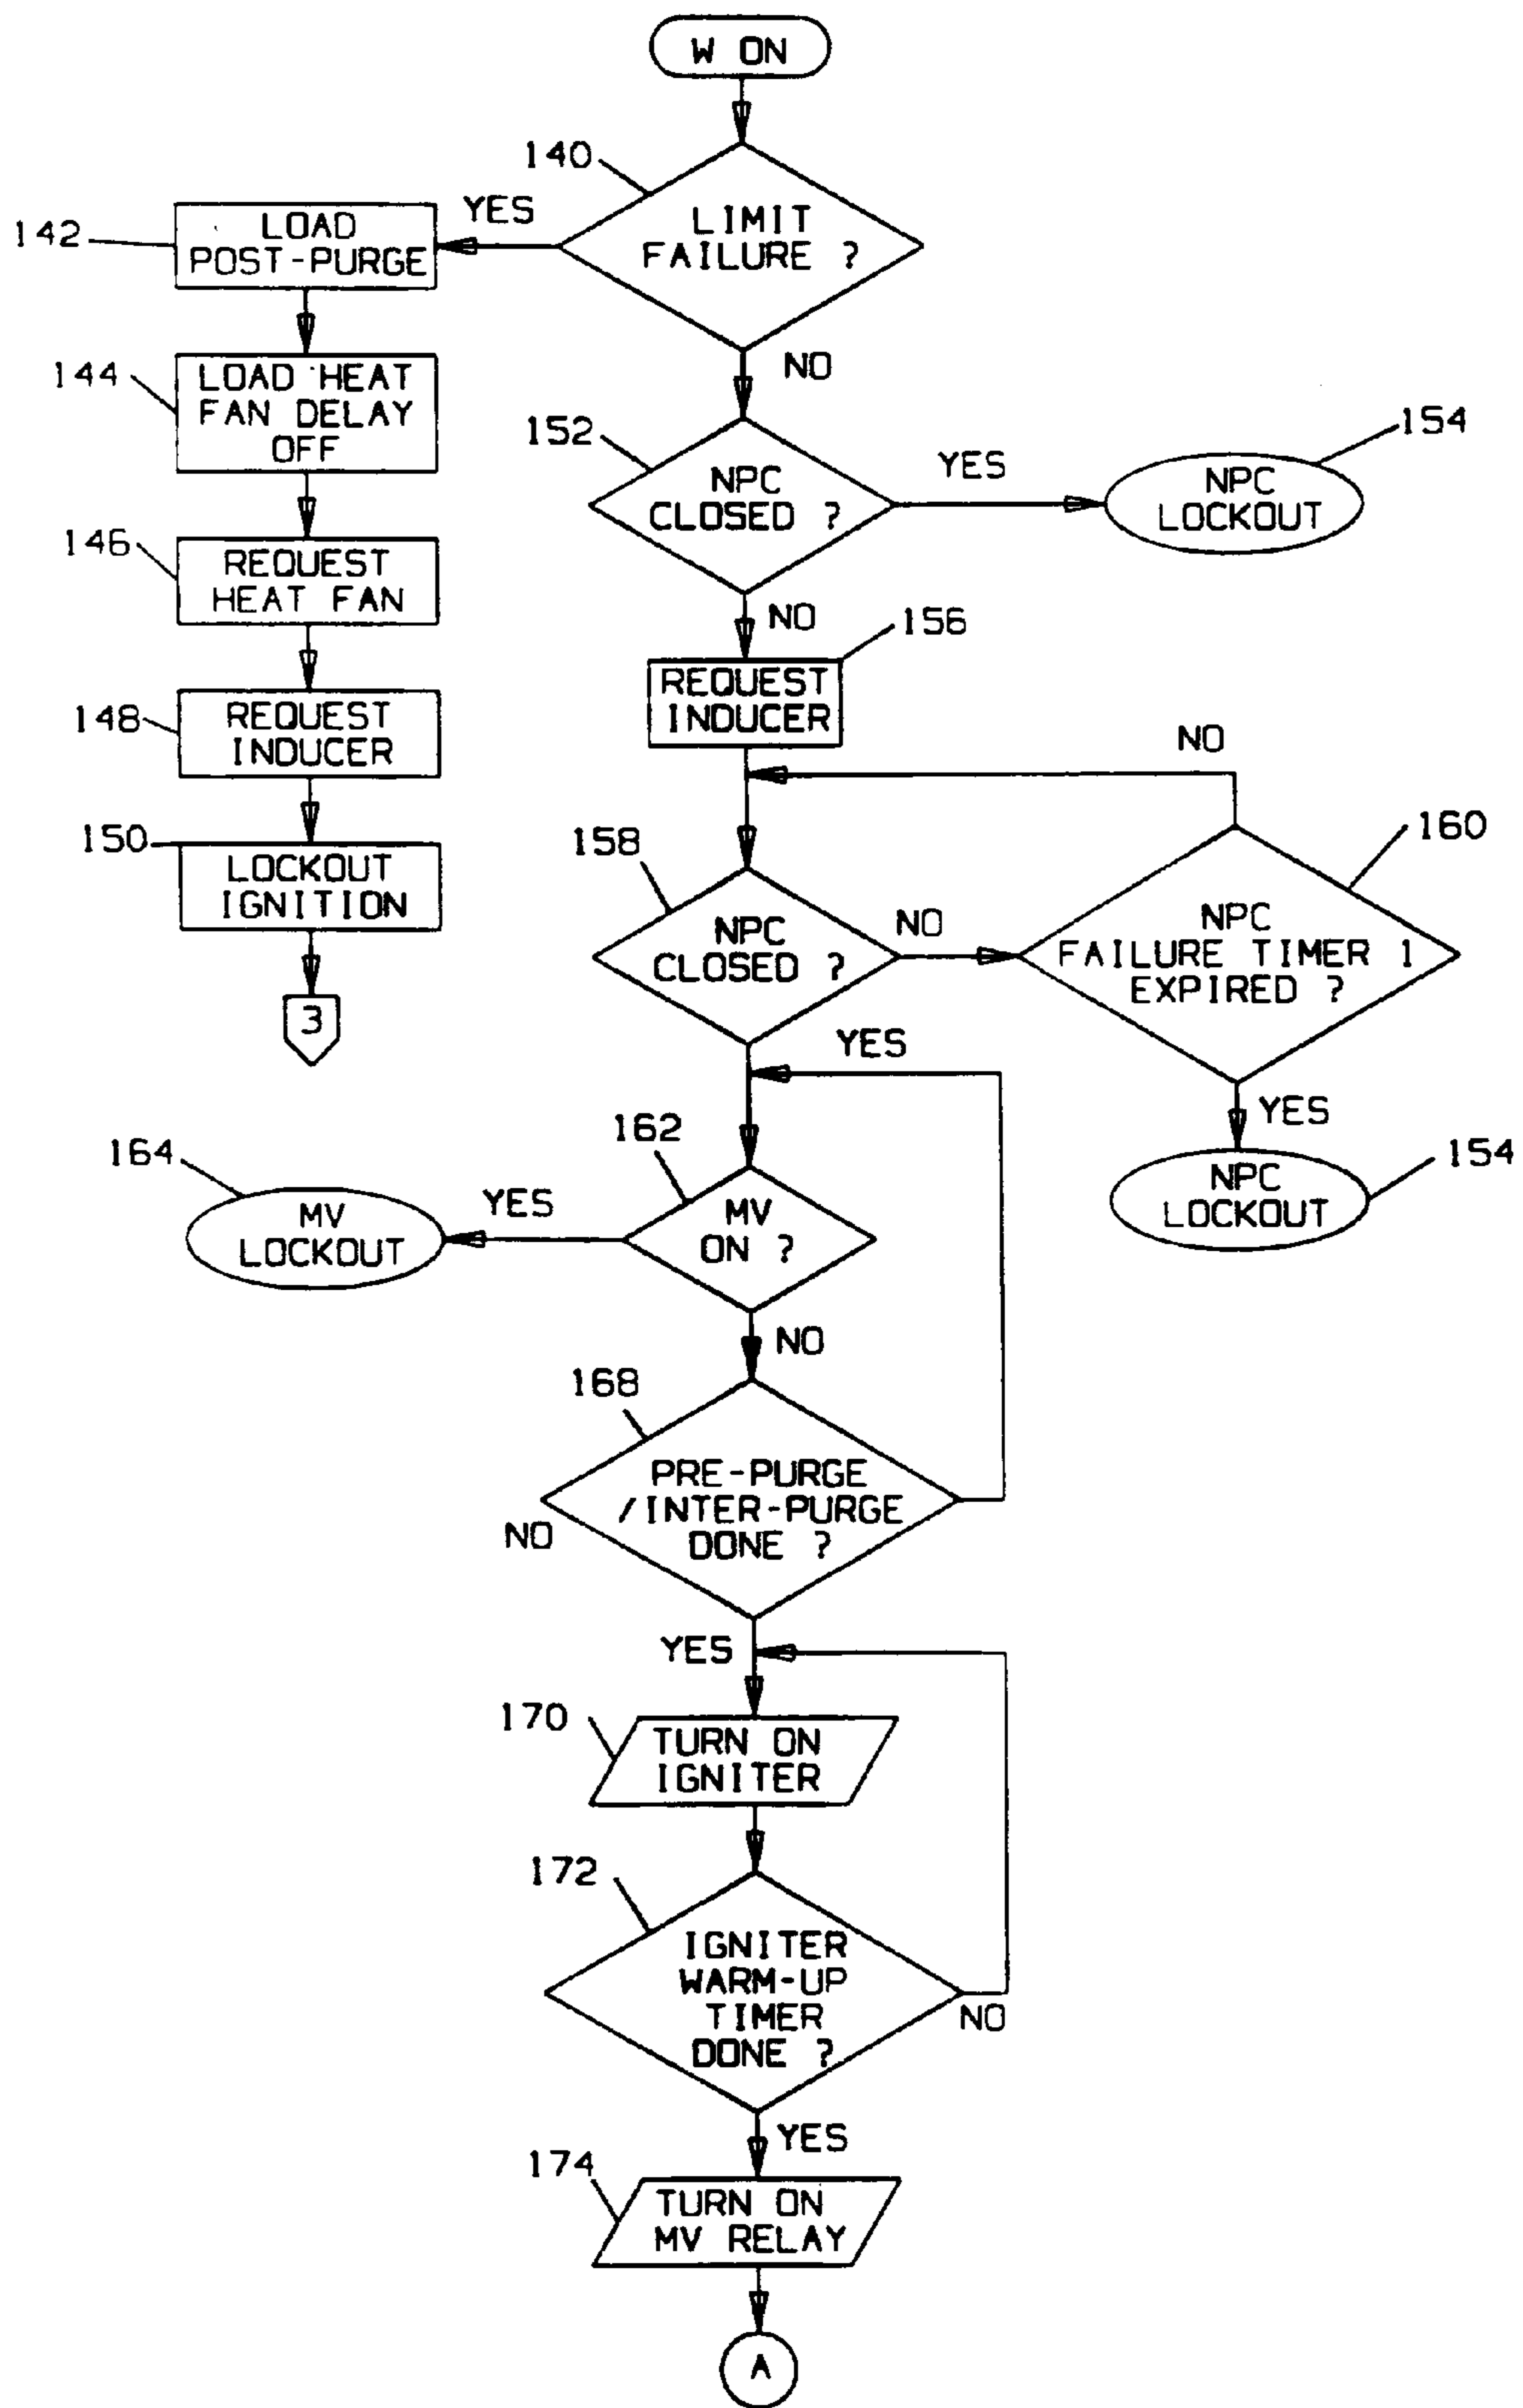 W ON
140
LIMIT
FAILURE ?
YES
142
LOAD
POST-PURGE
NO
144
LOAD HEAT
FAN DELAY
OFF
152
NPC
CLOSED ?
YES
154
NPC
LOCKOUT
146
REQUEST
HEAT FAN
NO
156
REQUEST
INDUCER
148
REQUEST
INDUCER
NO
150
LOCKOUT
IGNITION
158
NPC
CLOSED ?
NO
160
NPC
FAILURE TIMER 1
EXPIRED ?
3
YES
YES
154
NPC
LOCKOUT
162
MV
ON ?
YES
164
MV
LOCKOUT
NO
168
PRE-PURGE
/INTER-PURGE
DONE ?
NO
YES
170
TURN ON
IGNITER
172
IGNITER
WARM-UP
TIMER
DONE ?
NO
YES
174
TURN ON
MV RELAY
A